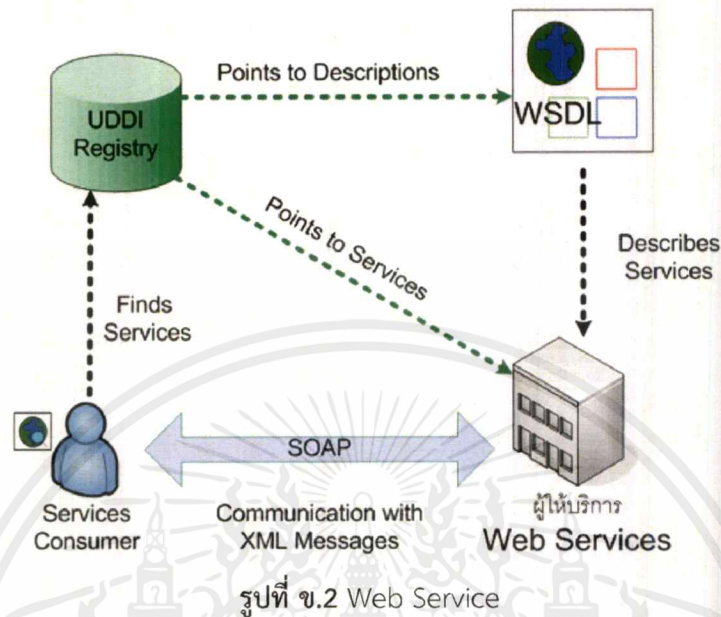 Points to Descriptions
UDDI
Registry
WSDL
Points to Services
Describes
Services
Finds
Services
SOAP
Services
Consumer
Communication with
XML Messages
ผู้ให้บริการ
Web Services
รูปที่ ข.2 Web Service